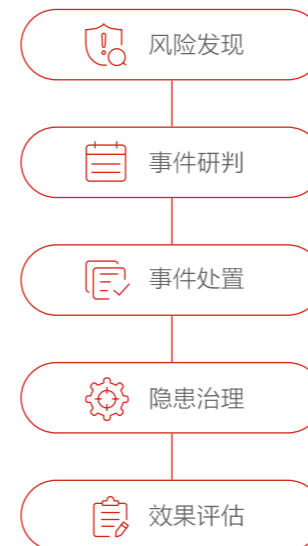 风险发现
事件研判
事件处置
隐患治理
效果评估